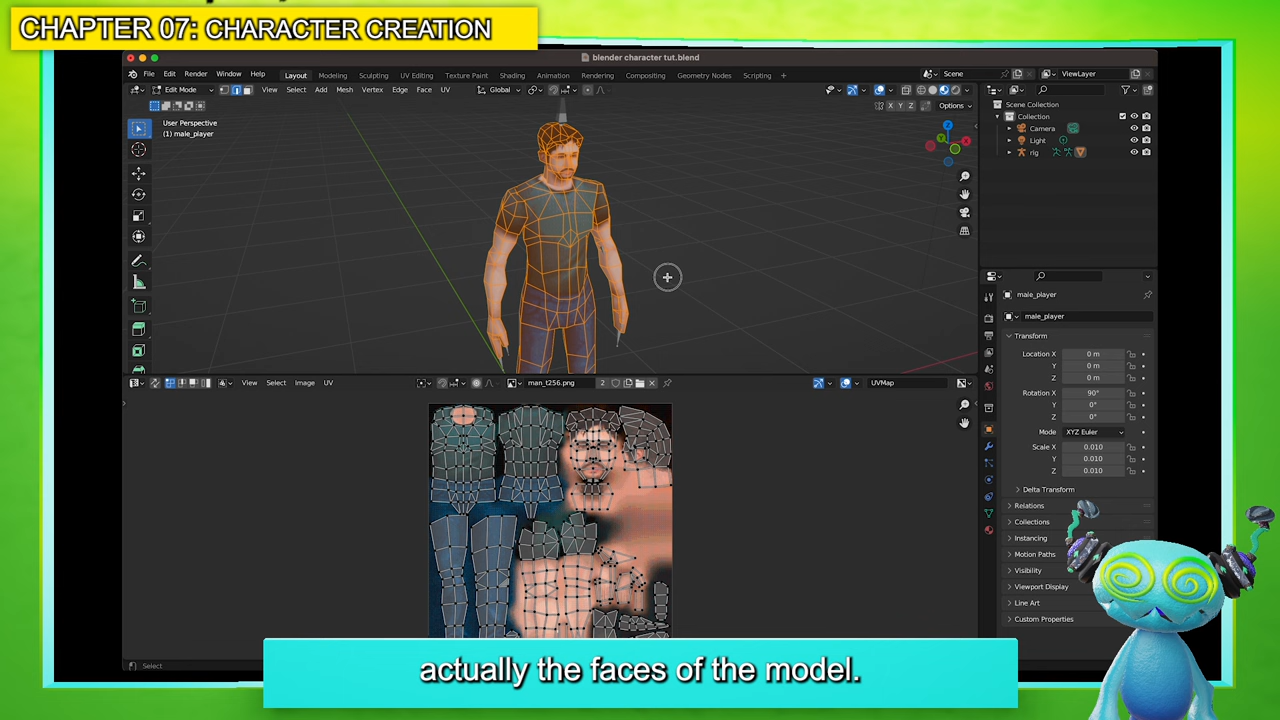 CHAPTER 07: CHARACTER CREATION
blender character tut.blend
File Edit Render Window Help Layout Modeling Sculpting UV Editing Texture Paint Shading Animation Rendering Compositing Geometry Nodes Scripting + Scene ViewLayer
Edit Mode View Select Add Mesh Vertex Edge Face UV Global
X Y Z Options
User Perspective
(1) male_player
Scene Collection
Collection
Camera
Light
rig
male_player
male_player
Transform
Location X 0 m
Y 0 m
Z 0 m
Rotation X 90°
Y 0°
Z 0°
Mode XYZ Euler
Scale X 0.010
Y 0.010
Z 0.010
Delta Transform
Relations
Collections
Instancing
Motion Paths
Visibility
Viewport Display
Line Art
Custom Properties
View Select Image UV man_t256.png 2 UVMap
Select
actually the faces of the model.